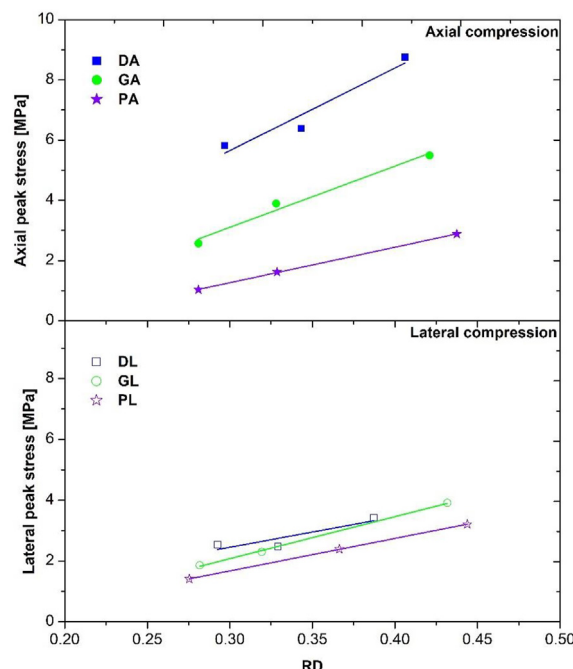 10
Axial compression
DA
GA
PA
8
6
4
2
0
Axial peak stress [MPa]
Lateral compression
DL
GL
PL
8
6
4
2
0
Lateral peak stress [MPa]
0.20 0.30 0.35 0.40 0.45 0.50
RD